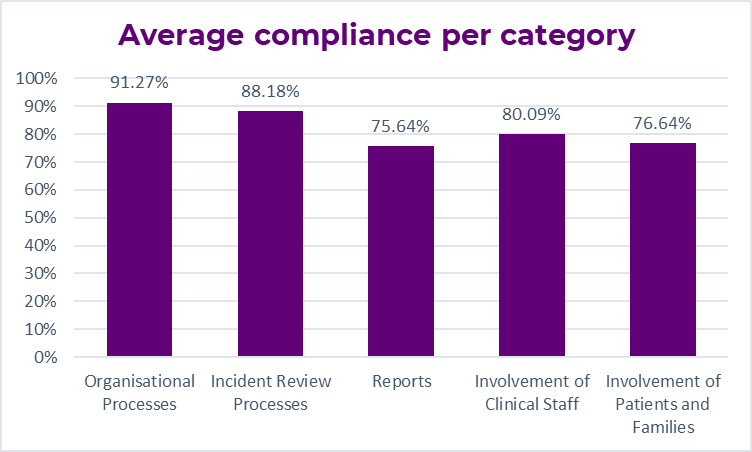 Average compliance per category
100%
90%
80%
70%
60%
50%
40%
30%
20%
10%
0%
91.27%
88.18%
75.64%
80.09%
76.64%
Organisational
Processes
Incident Review
Processes
Reports
Involvement of
Clinical Staff
Involvement of
Patients and
Families